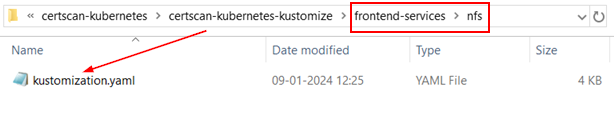 « certscan-kubernetes › certscan-kubernetes-kustomize › frontend-services › nfs
Name Date modified Type Size
kustomization.yaml 09-01-2024 12:25 YAML File 4 KB